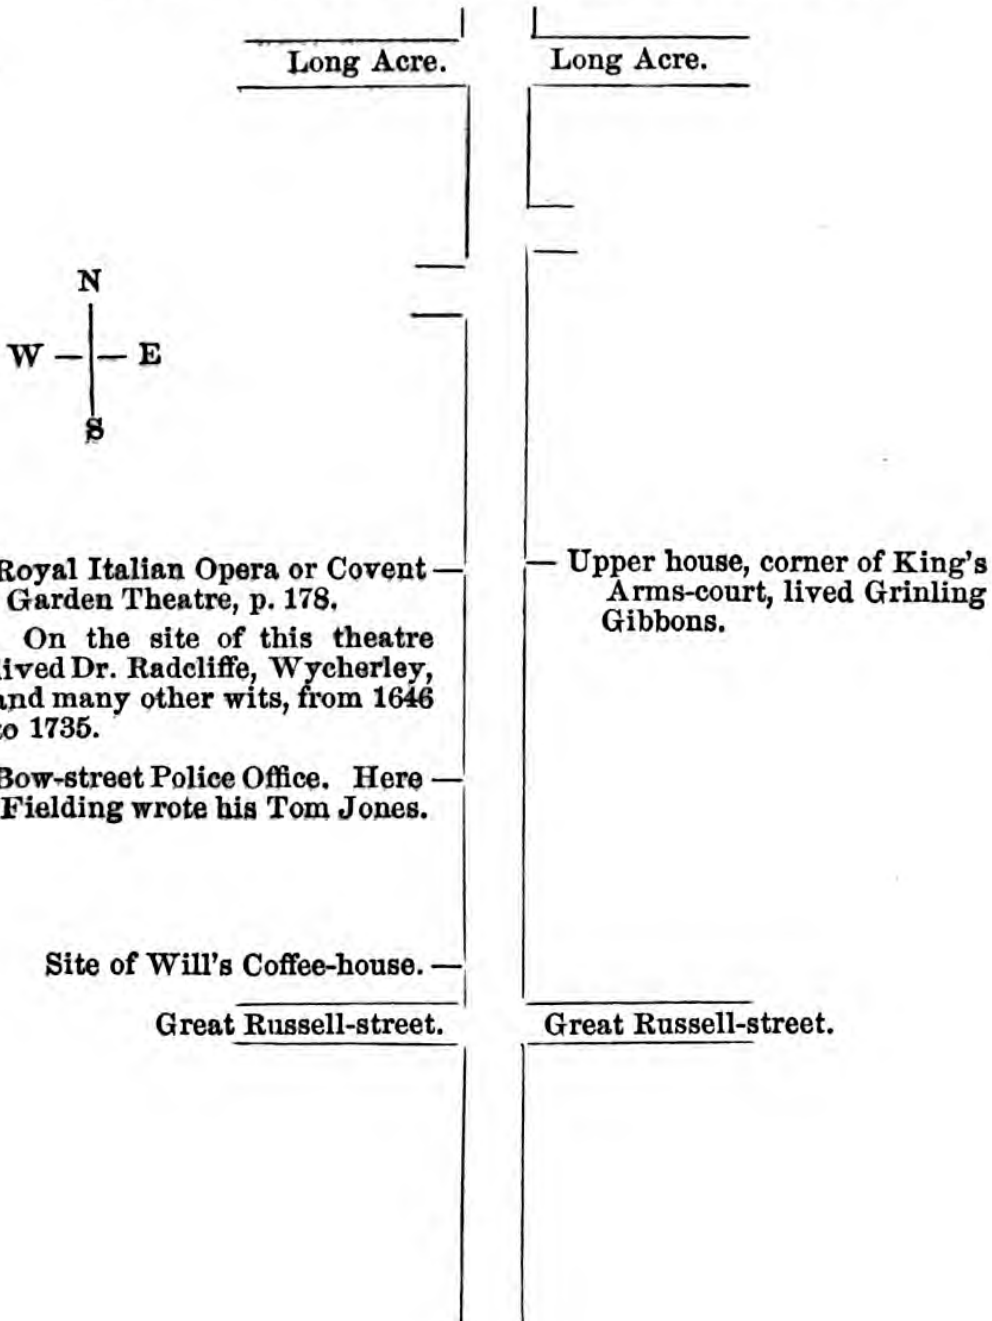 Long Acre. Long Acre.
N
W E
S
Royal Italian Opera or Covent
Garden Theatre, p. 178.
On the site of this theatre
lived Dr. Radcliffe, Wycherley,
and many other wits, from 1646
to 1735.
Bow-street Police Office. Here
Fielding wrote his Tom Jones.
Upper house, corner of King's
Arms-court, lived Grinling
Gibbons.
Site of Will's Coffee-house.
Great Russell-street. Great Russell-street.